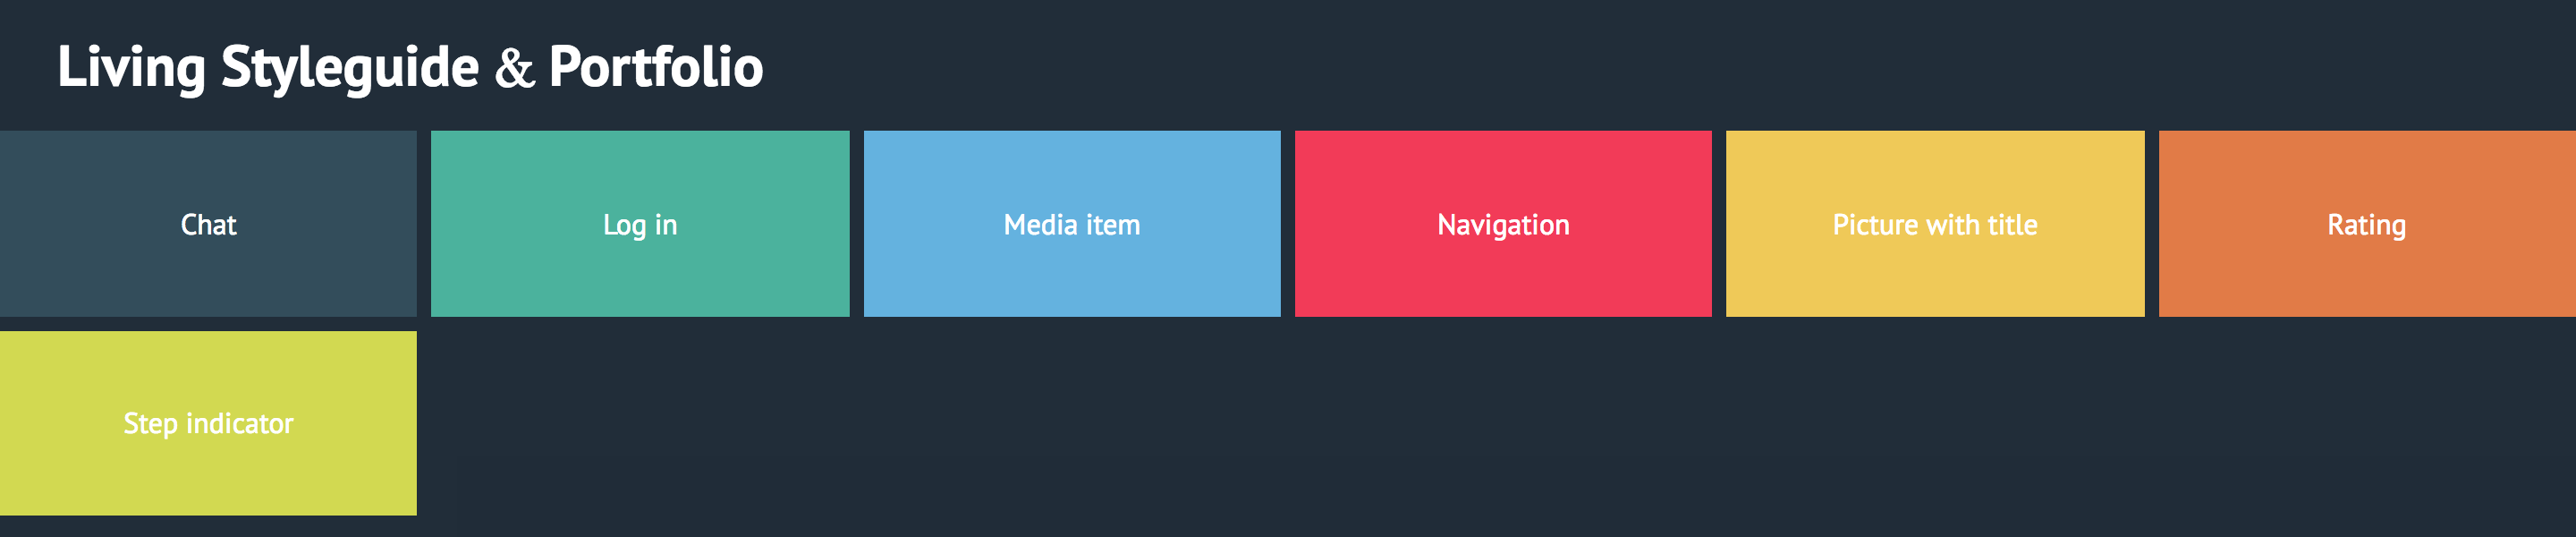 Living Styleguide & Portfolio
Chat
Log in
Media item
Navigation
Picture with title
Rating
Step indicator